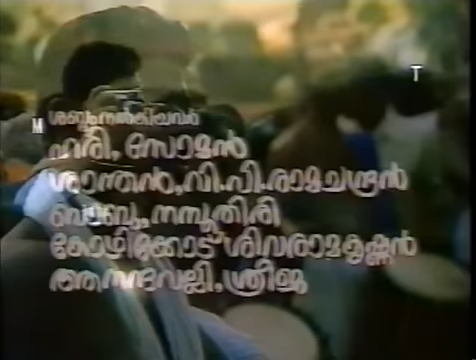 ശബ്ദം നൽകിയവർ
ഹരി, സോമൻ
ശാന്തൻ, വി.പി.രാമചന്ദ്രൻ
ബാബു, നമ്പൂതിരി
കോഴിക്കോട് ശിവരാമകൃഷ്ണൻ
ആനന്ദവല്ലി, ശ്രീജ
M
T